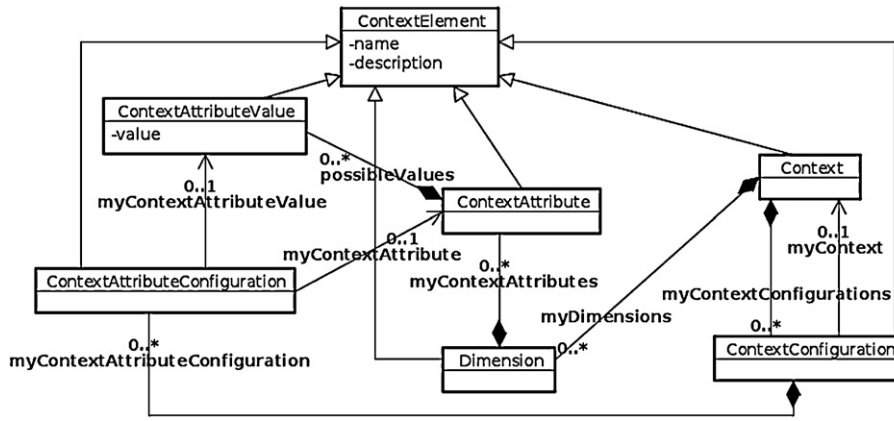 ContextElement
-name
-description
ContextAttributeValue
-value
0..*
possibleValues
Context
0..1
myContextAttributeValue
ContextAttribute
0..1
myContextAttribute
0..1
myContext
ContextAttributeConfiguration
0..*
myContextAttributes
myContextConfigurations
myDimensions
0..*
0..*
myContextAttributeConfiguration
Dimension
0..*
ContextConfiguration